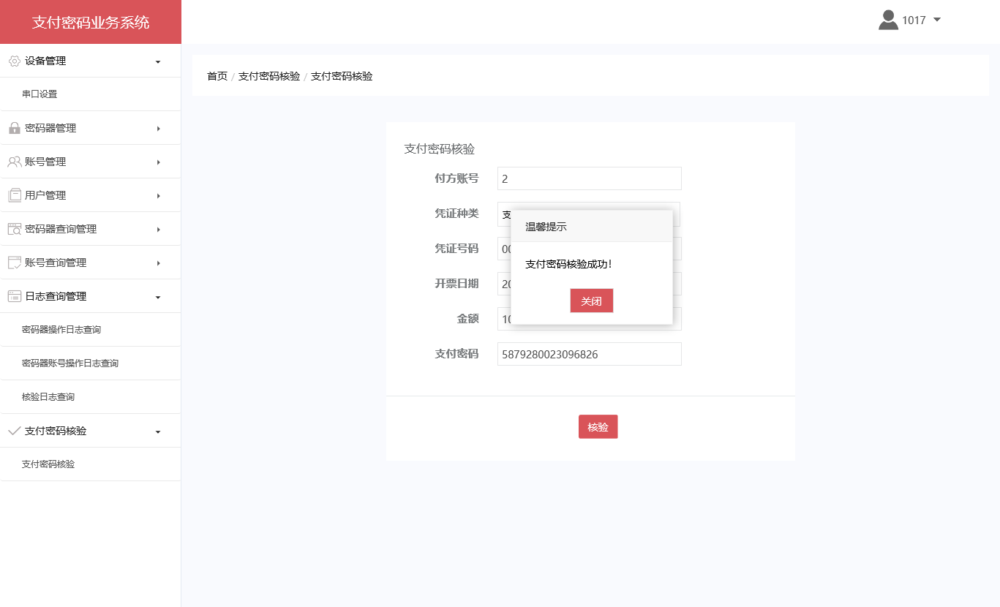 支付密码业务系统
1017
设备管理
串口设置
密码器管理
账号管理
用户管理
密码器查询管理
账号查询管理
日志查询管理
密码器操作日志查询
密码器账号操作日志查询
核验日志查询
支付密码核验
支付密码核验
首页 / 支付密码核验 / 支付密码核验
支付密码核验
付方账号 2
凭证种类 支
凭证号码 00
开票日期 20
金额 10
支付密码 5879280023096826
温馨提示
支付密码核验成功!
关闭
核验